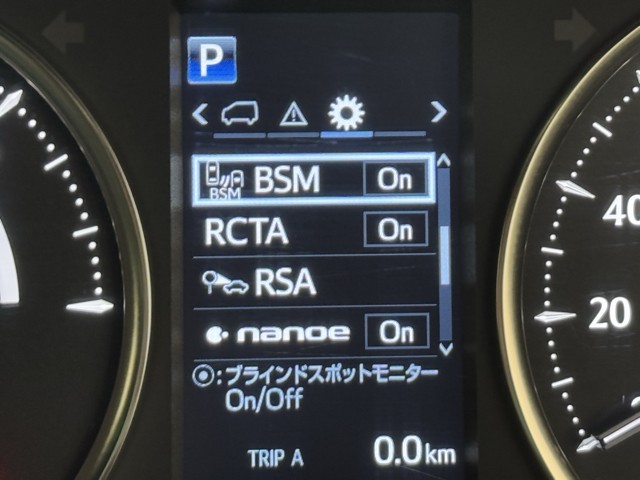 P
BSM BSM On
RCTA On
RSA
nanoe On
◉:ブラインドスポットモニター
On/Off
TRIP A 0.0km
40
20